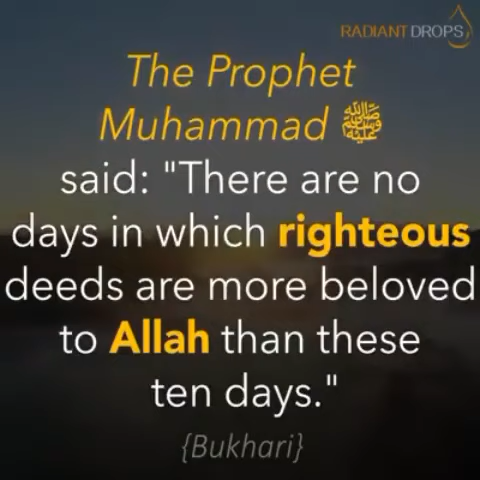 RADIANT DROPS
The Prophet
Muhammad ﷺ
said: "There are no
days in which righteous
deeds are more beloved
to Allah than these
ten days."
{Bukhari}